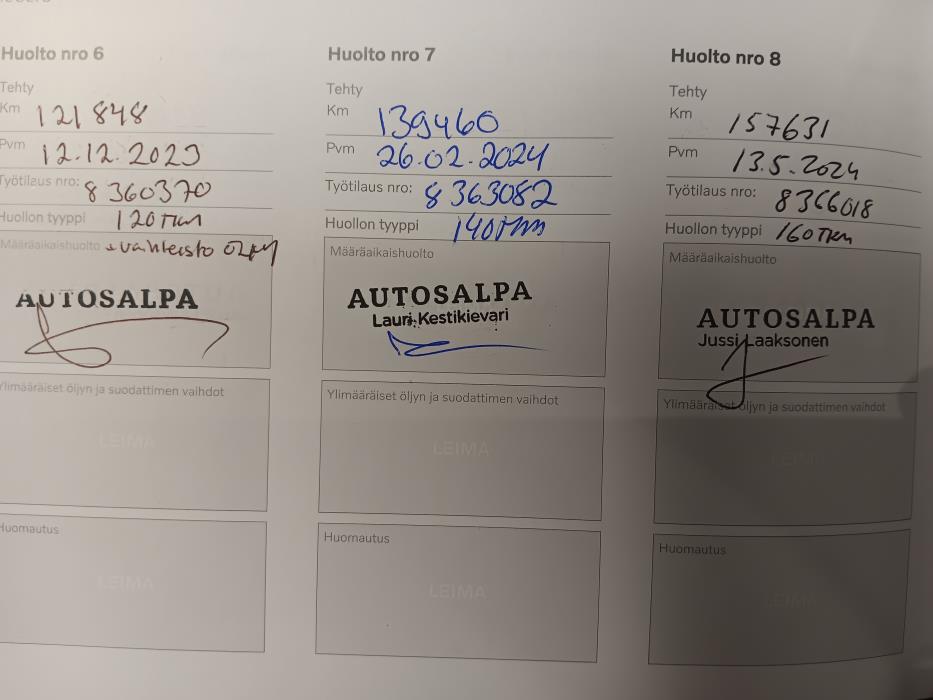 Huolto nro 6
Tehty
Km 121848
Pvm 12.12.2023
Työtilaus nro: 8360370
Huollon tyyppi 120Tkm
Määräaikaishuolto + vaihteisto öljy
AUTOSALPA
Ylimääräiset öljyn ja suodattimen vaihdot
LEIMA
Huomautus
LEIMA
Huolto nro 7
Tehty
Km 139460
Pvm 26.02.2024
Työtilaus nro: 8363082
Huollon tyyppi 140Tkm
Määräaikaishuolto
AUTOSALPA
Lauri Kestikievari
Ylimääräiset öljyn ja suodattimen vaihdot
LEIMA
Huomautus
LEIMA
Huolto nro 8
Tehty
Km 157631
Pvm 13.5.2024
Työtilaus nro: 8366018
Huollon tyyppi 160Tkm
Määräaikaishuolto
AUTOSALPA
Jussi Laaksonen
Ylimääräiset öljyn ja suodattimen vaihdot
LEIMA
Huomautus
LEIMA